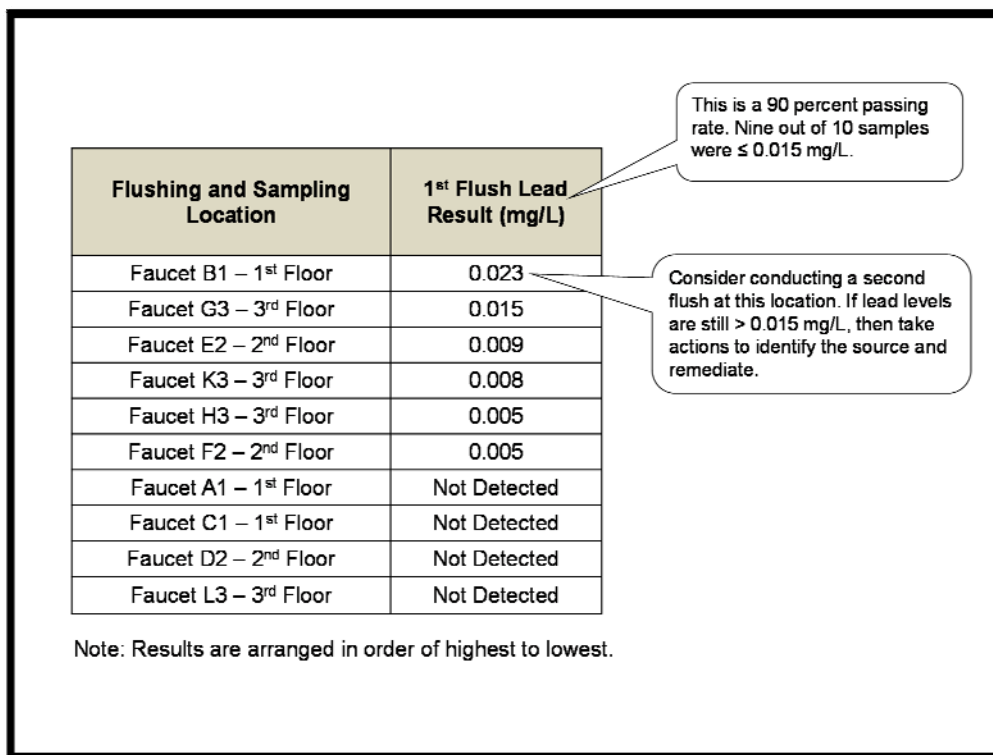 This is a 90 percent passing
rate. Nine out of 10 samples
were ≤ 0.015 mg/L.
Flushing and Sampling
Location
1st Flush Lead
Result (mg/L)
Faucet B1 – 1st Floor 0.023
Consider conducting a second
flush at this location. If lead levels
are still > 0.015 mg/L, then take
actions to identify the source and
remediate.
Faucet G3 – 3rd Floor 0.015
Faucet E2 – 2nd Floor 0.009
Faucet K3 – 3rd Floor 0.008
Faucet H3 – 3rd Floor 0.005
Faucet F2 – 2nd Floor 0.005
Faucet A1 – 1st Floor Not Detected
Faucet C1 – 1st Floor Not Detected
Faucet D2 – 2nd Floor Not Detected
Faucet L3 – 3rd Floor Not Detected
Note: Results are arranged in order of highest to lowest.